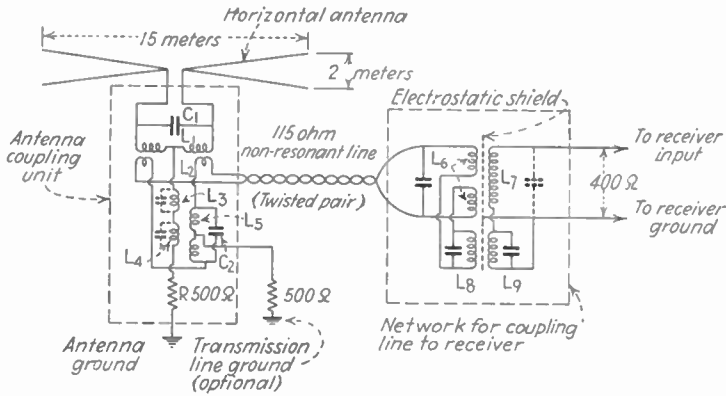 Horizontal antenna
15 meters
2
meters
Electrostatic shield
C1
L1
115 ohm
non-resonant line
To receiver
input
Antenna
coupling
unit
L2
L6
L7
400 Ω
(Twisted pair)
L3
To receiver
ground
L5
L4
C2
L8
L9
R 500 Ω
500 Ω
Network for coupling
line to receiver
Antenna
ground
Transmission
line ground
(optional)